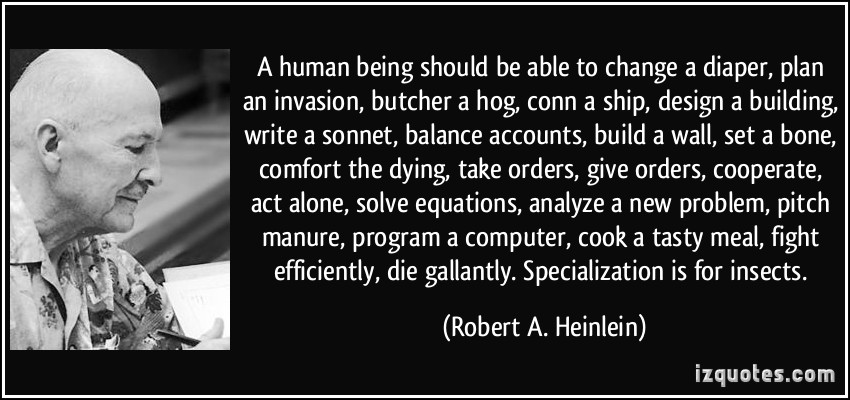 A human being should be able to change a diaper, plan
an invasion, butcher a hog, conn a ship, design a building,
write a sonnet, balance accounts, build a wall, set a bone,
comfort the dying, take orders, give orders, cooperate,
act alone, solve equations, analyze a new problem, pitch
manure, program a computer, cook a tasty meal, fight
efficiently, die gallantly. Specialization is for insects.
(Robert A. Heinlein)
izquotes.com